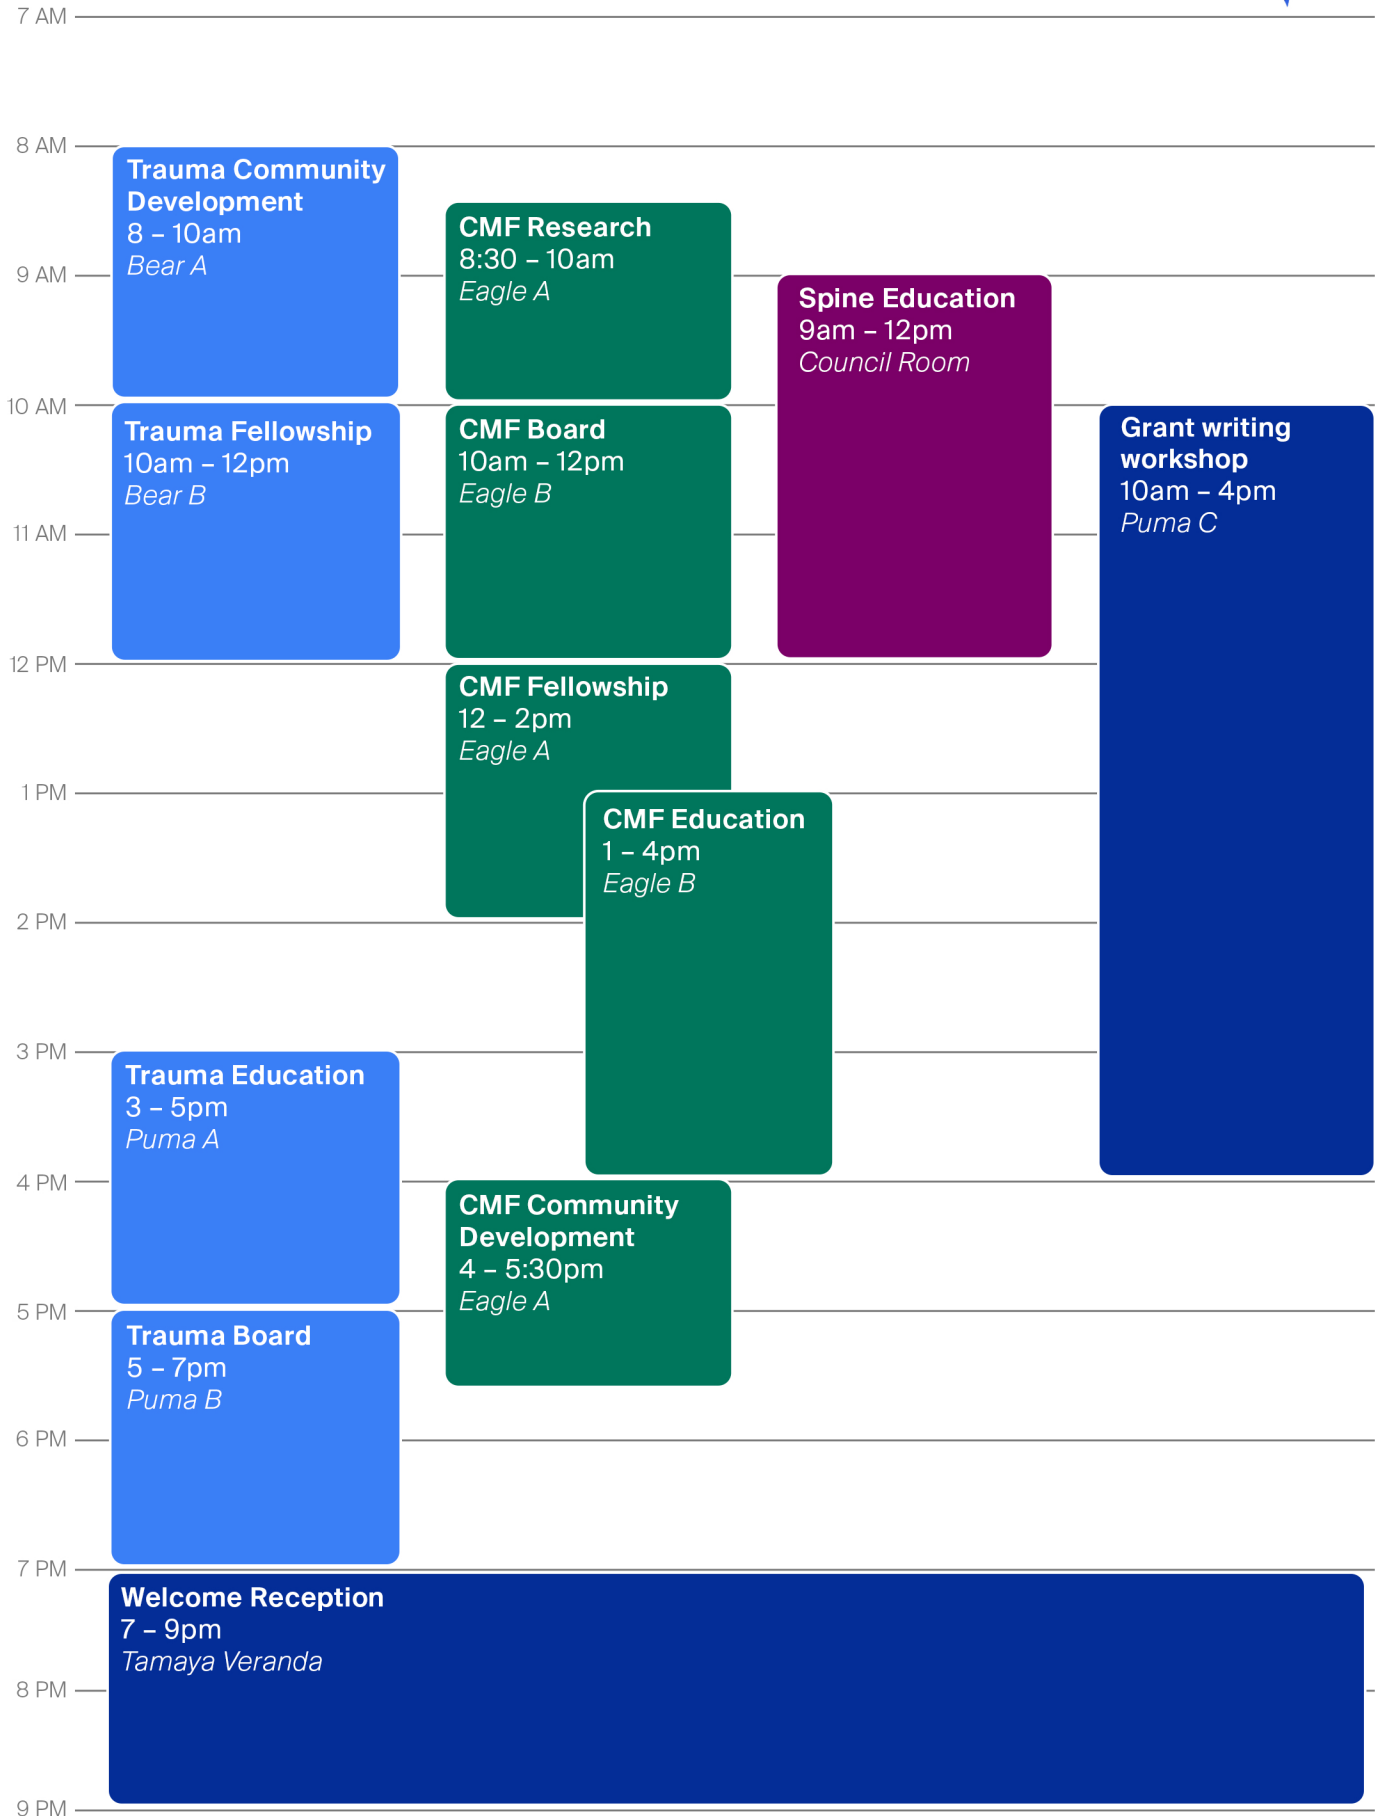 7 AM
8 AM
Trauma Community
Development
8 – 10am
Bear A
CMF Research
8:30 – 10am
Eagle A
9 AM
Spine Education
9am – 12pm
Council Room
10 AM
Trauma Fellowship
10am – 12pm
Bear B
CMF Board
10am – 12pm
Eagle B
Grant writing
workshop
10am – 4pm
Puma C
11 AM
12 PM
CMF Fellowship
12 – 2pm
Eagle A
1 PM
CMF Education
1 – 4pm
Eagle B
2 PM
3 PM
Trauma Education
3 – 5pm
Puma A
4 PM
CMF Community
Development
4 – 5:30pm
Eagle A
5 PM
Trauma Board
5 – 7pm
Puma B
6 PM
7 PM
Welcome Reception
7 – 9pm
Tamaya Veranda
8 PM
9 PM